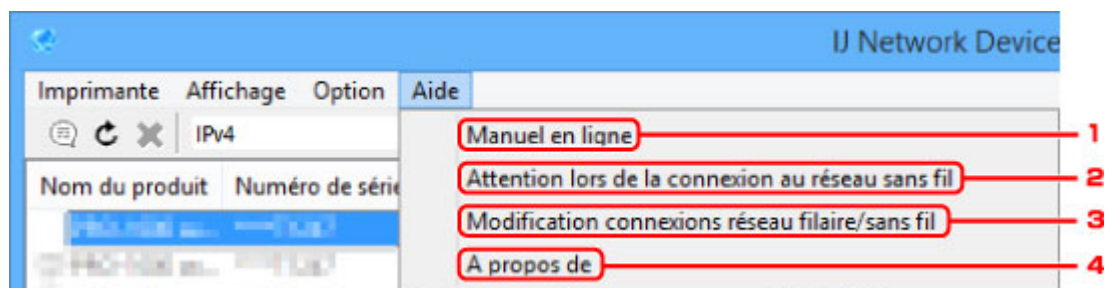 IJ Network Device
Imprimante Affichage Option Aide
IPv4
Manuel en ligne 1
Nom du produit Numéro de série
Attention lors de la connexion au réseau sans fil 2
Modification connexions réseau filaire/sans fil 3
A propos de 4